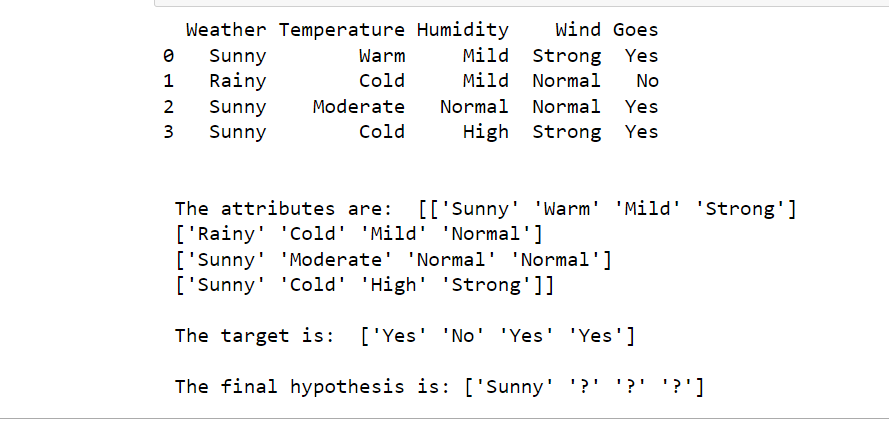 Weather Temperature Humidity Wind Goes
0 Sunny Warm Mild Strong Yes
1 Rainy Cold Mild Normal No
2 Sunny Moderate Normal Normal Yes
3 Sunny Cold High Strong Yes
The attributes are: [['Sunny' 'Warm' 'Mild' 'Strong']
['Rainy' 'Cold' 'Mild' 'Normal']
['Sunny' 'Moderate' 'Normal' 'Normal']
['Sunny' 'Cold' 'High' 'Strong']]
The target is: ['Yes' 'No' 'Yes' 'Yes']
The final hypothesis is: ['Sunny' '?' '?' '?']